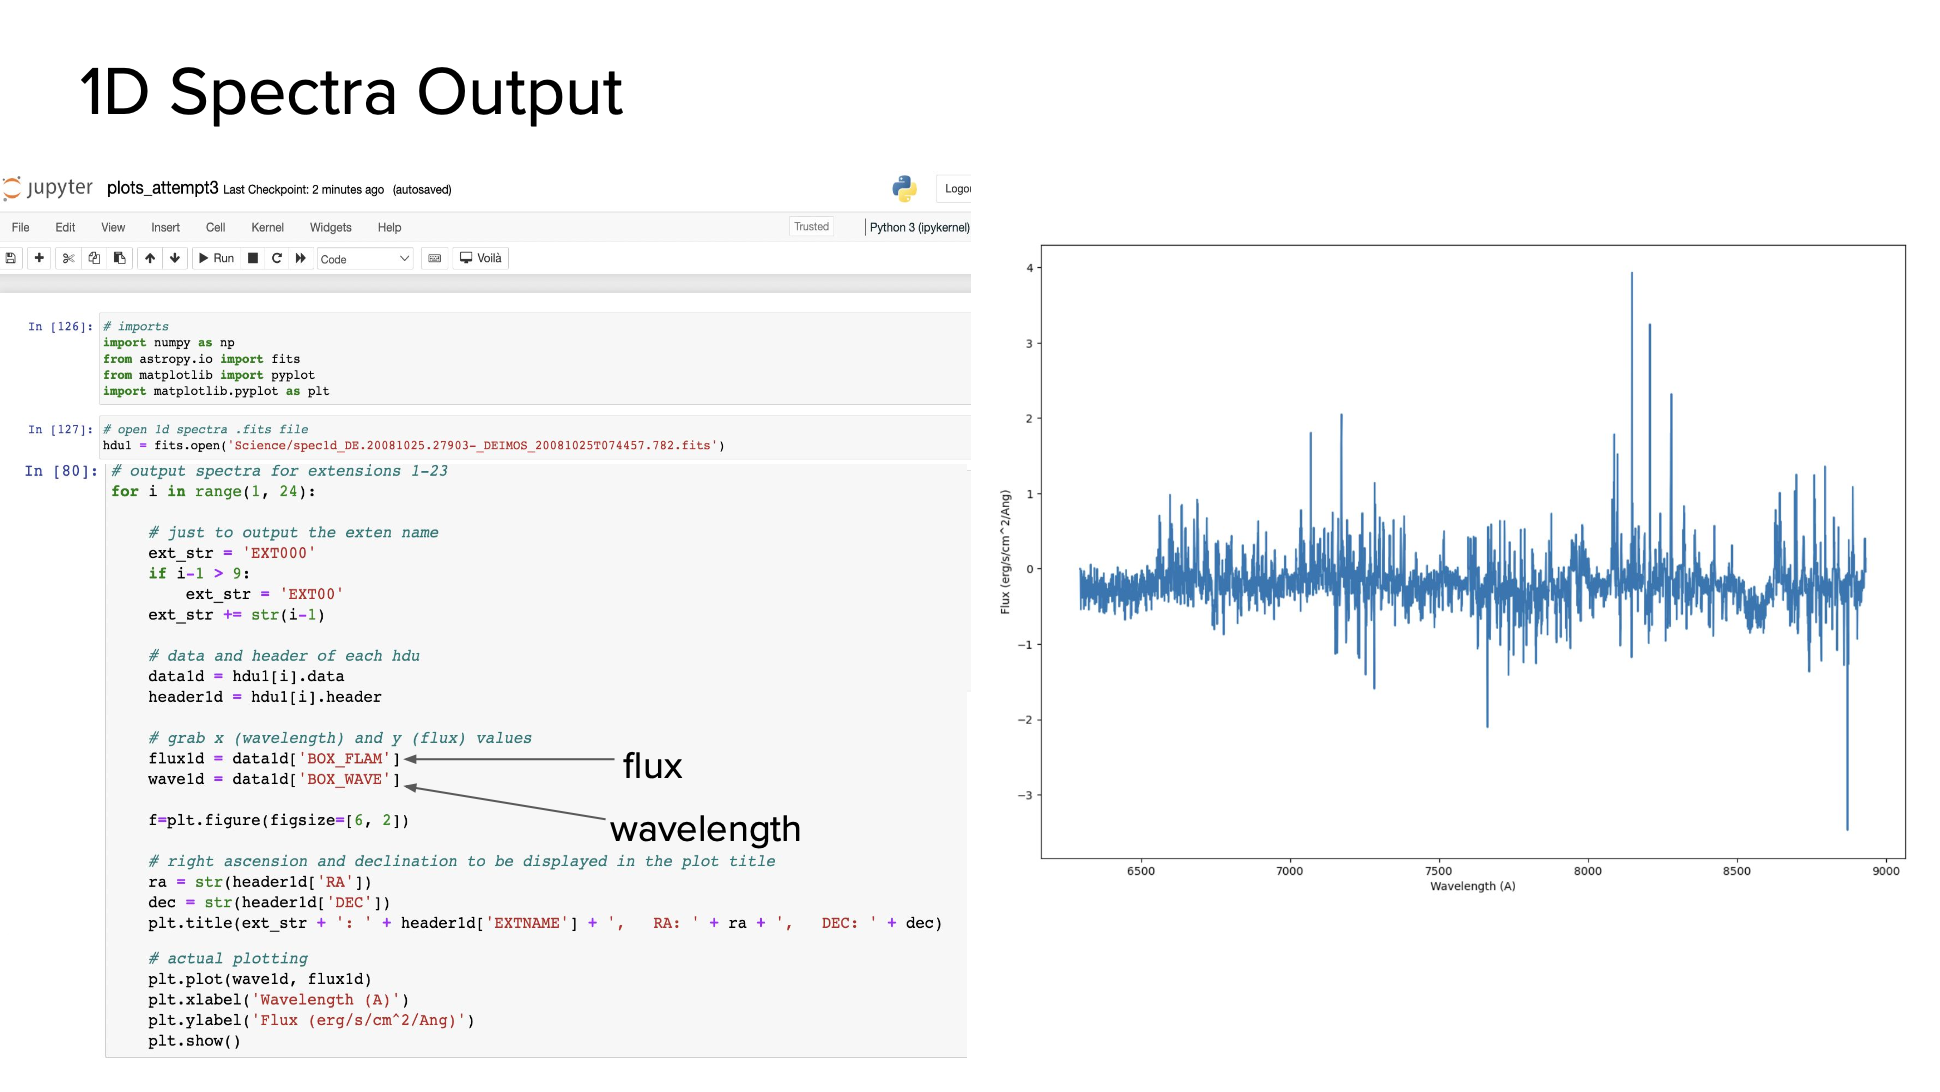 1D Spectra Output
jupyter plots_attempt3 Last Checkpoint: 2 minutes ago (autosaved)
File Edit View Insert Cell Kernel Widgets Help Trusted Python 3 (ipykernel)
Run Code Voilà
In [126]: # imports
import numpy as np
from astropy.io import fits
from matplotlib import pyplot
import matplotlib.pyplot as plt
In [127]: # open 1d spectra .fits file
hdu1 = fits.open('Science/spec1d_DE.20081025.27903-_DEIMOS_20081025T074457.782.fits')
In [80]: # output spectra for extensions 1-23
for i in range(1, 24):
# just to output the exten name
ext_str = 'EXT000'
if i-1 > 9:
ext_str = 'EXT00'
ext_str += str(i-1)
# data and header of each hdu
data1d = hdu1[i].data
header1d = hdu1[i].header
# grab x (wavelength) and y (flux) values
flux1d = data1d['BOX_FLAM']
wave1d = data1d['BOX_WAVE']
flux
wavelength
f=plt.figure(figsize=[6, 2])
# right ascension and declination to be displayed in the plot title
ra = str(header1d['RA'])
dec = str(header1d['DEC'])
plt.title(ext_str + ': ' + header1d['EXTNAME'] + ',   RA: ' + ra + ',   DEC: ' + dec)
# actual plotting
plt.plot(wave1d, flux1d)
plt.xlabel('Wavelength (A)')
plt.ylabel('Flux (erg/s/cm^2/Ang)')
plt.show()
Flux (erg/s/cm^2/Ang)
4
3
2
1
0
−1
−2
−3
6500 7000 7500 8000 8500 9000
Wavelength (A)